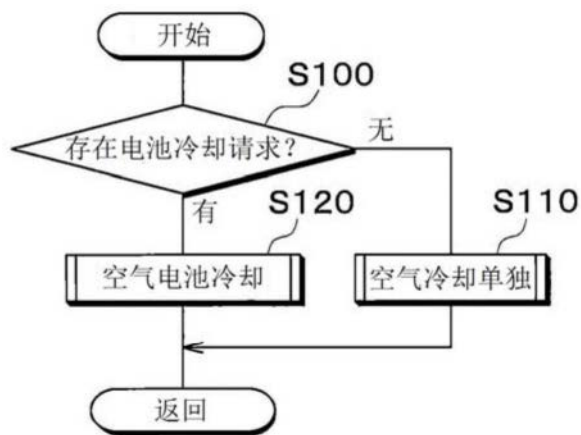 开始
S100
存在电池冷却请求？
无
有
S120
S110
空气电池冷却
空气冷却单独
返回